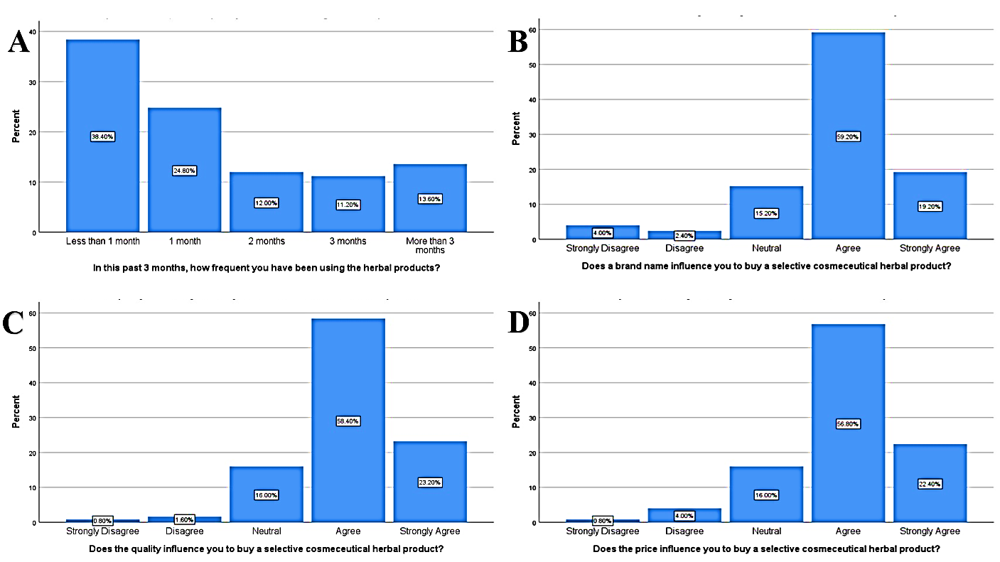 A
Percent
40
30
20
10
0
38.40%
24.80%
12.00%
11.20%
13.60%
Less than 1 month
1 month
2 months
3 months
More than 3
months
In this past 3 months, how frequent you have been using the herbal products?
B
Percent
60
50
40
30
20
10
0
4.00%
2.40%
15.20%
59.20%
19.20%
Strongly Disagree
Disagree
Neutral
Agree
Strongly Agree
Does a brand name influence you to buy a selective cosmeceutical herbal product?
C
Percent
60
50
40
30
20
10
0
0.80%
1.60%
16.00%
58.40%
23.20%
Strongly Disagree
Disagree
Neutral
Agree
Strongly Agree
Does the quality influence you to buy a selective cosmeceutical herbal product?
D
Percent
60
50
40
30
20
10
0
0.80%
4.00%
16.00%
56.80%
22.40%
Strongly Disagree
Disagree
Neutral
Agree
Strongly Agree
Does the price influence you to buy a selective cosmeceutical herbal product?